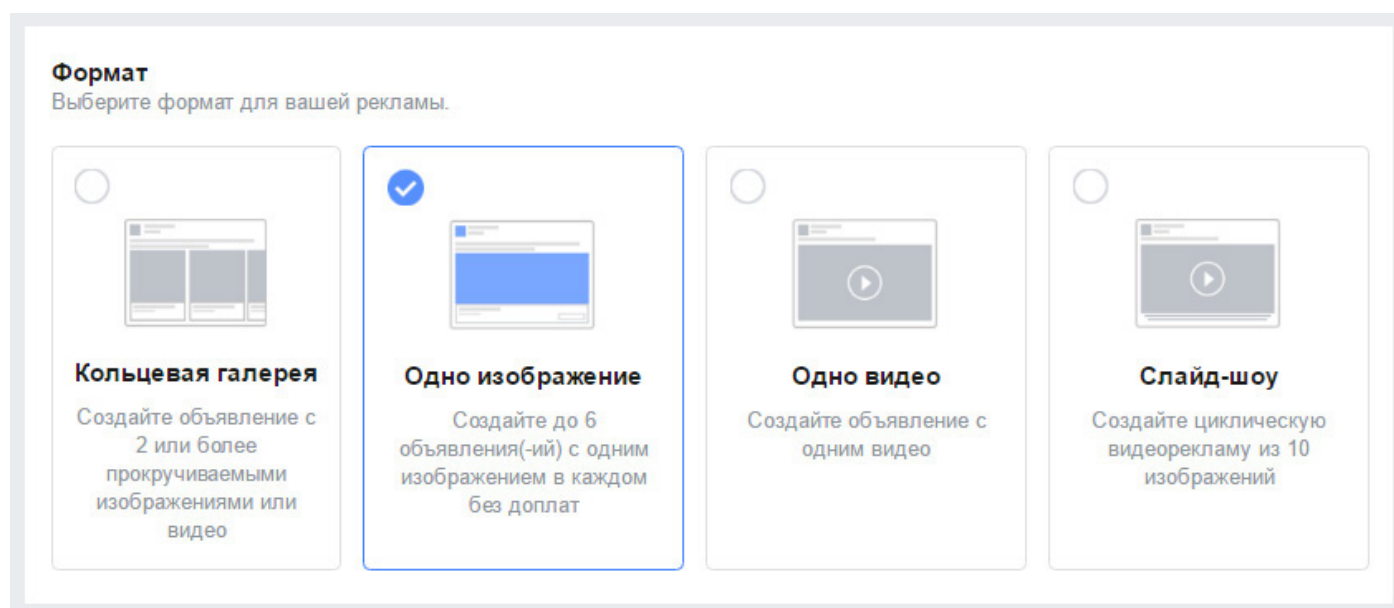 Формат
Выберите формат для вашей рекламы.
Кольцевая галерея
Создайте объявление с
2 или более
прокручиваемыми
изображениями или
видео
Одно изображение
Создайте до 6
объявления(-ий) с одним
изображением в каждом
без доплат
Одно видео
Создайте объявление с
одним видео
Слайд-шоу
Создайте циклическую
видеорекламу из 10
изображений